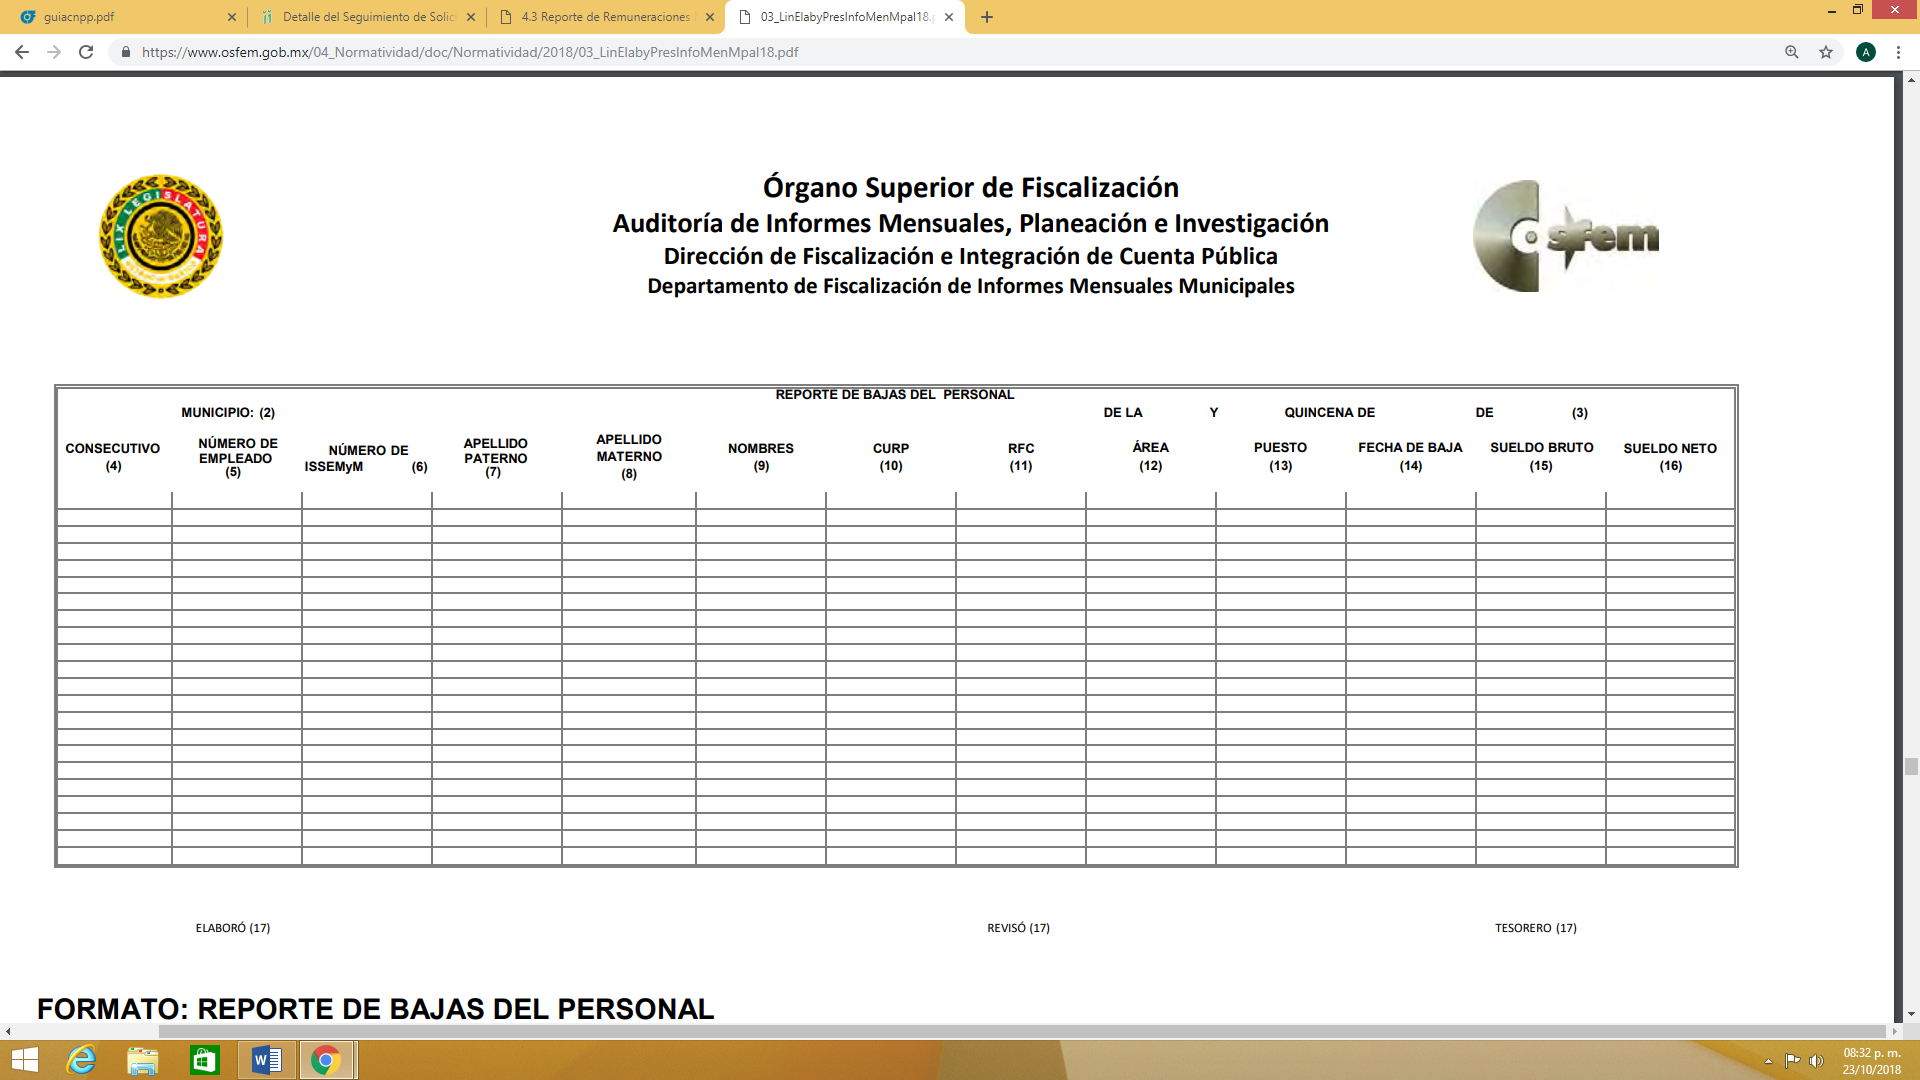 guiacnpp.pdf
Detalle del Seguimiento de Solic
4.3 Reporte de Remuneraciones
03_LinElabyPresInfoMenMpal18.p
https://www.osfem.gob.mx/04_Normatividad/doc/Normatividad/2018/03_LinElabyPresInfoMenMpal18.pdf
A
LIX LEGISLATURA
Órgano Superior de Fiscalización
Auditoría de Informes Mensuales, Planeación e Investigación
Dirección de Fiscalización e Integración de Cuenta Pública
Departamento de Fiscalización de Informes Mensuales Municipales
osfem
REPORTE DE BAJAS DEL PERSONAL
MUNICIPIO: (2) DE LA Y QUINCENA DE DE (3)
CONSECUTIVO (4)
NÚMERO DE EMPLEADO (5)
NÚMERO DE ISSEMyM (6)
APELLIDO PATERNO (7)
APELLIDO MATERNO (8)
NOMBRES (9)
CURP (10)
RFC (11)
ÁREA (12)
PUESTO (13)
FECHA DE BAJA (14)
SUELDO BRUTO (15)
SUELDO NETO (16)
ELABORÓ (17) REVISÓ (17) TESORERO (17)
FORMATO: REPORTE DE BAJAS DEL PERSONAL
08:32 p. m.
23/10/2018